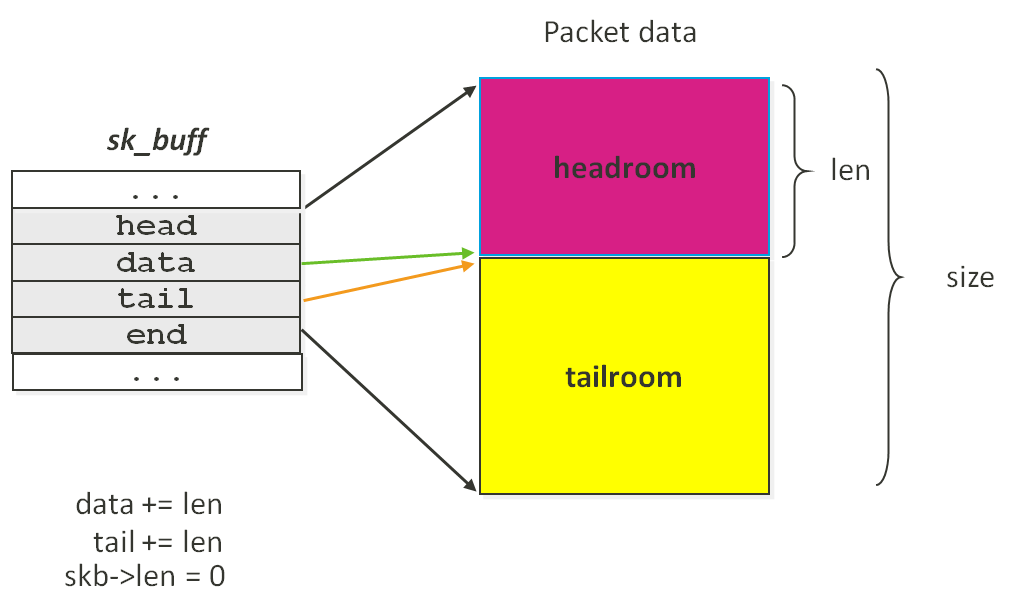 Packet data
sk_buff
...
head
data
tail
end
...
headroom
tailroom
len
size
data += len
tail += len
skb->len = 0